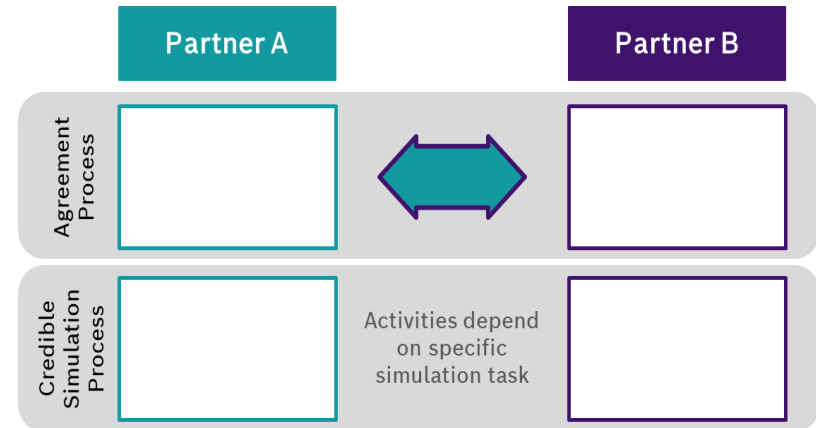 Partner A
Partner B
Agreement
Process
Credible
Simulation
Process
Activities depend
on specific
simulation task